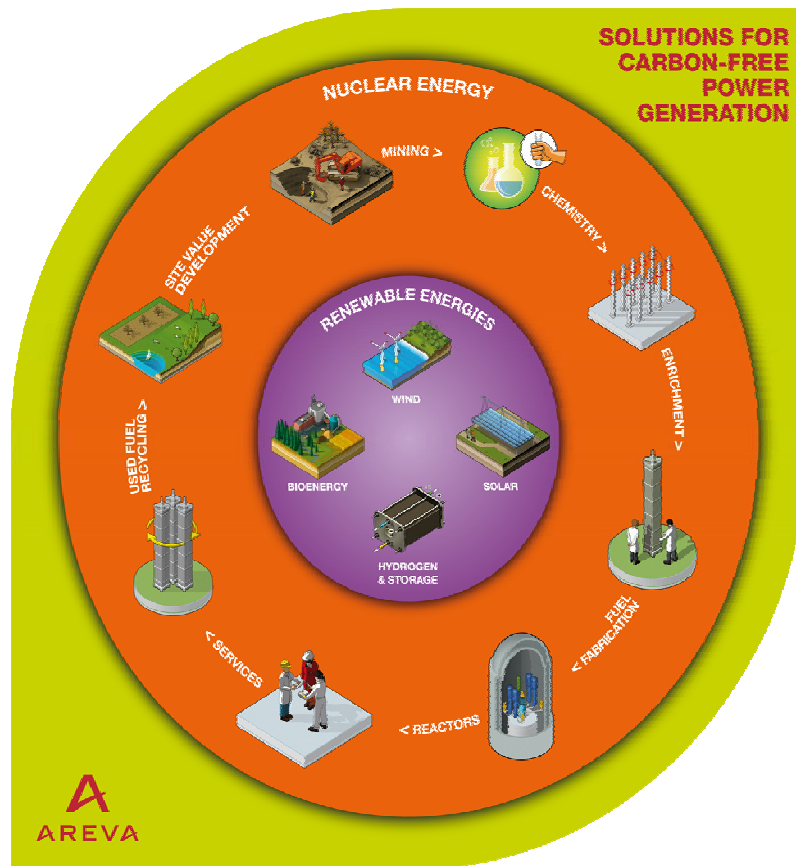 SOLUTIONS FOR
CARBON-FREE
POWER
GENERATION
NUCLEAR ENERGY
MINING >
CHEMISTRY >
ENRICHMENT >
FUEL
< FABRICATION
< REACTORS
< SERVICES
USED FUEL
RECYCLING >
SITE VALUE
DEVELOPMENT
RENEWABLE ENERGIES
WIND
SOLAR
HYDROGEN
& STORAGE
BIOENERGY
AREVA